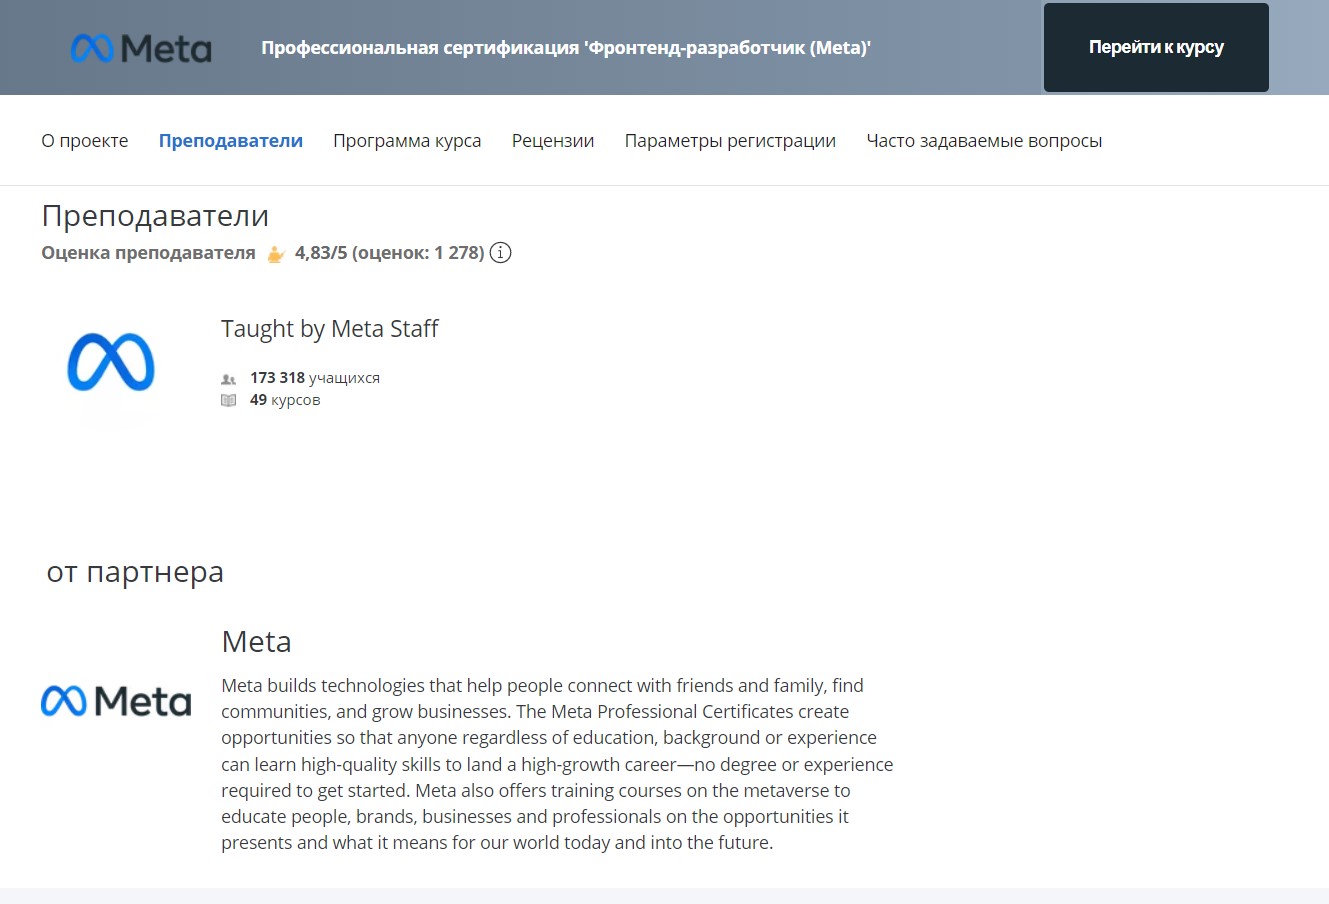 Meta
Профессиональная сертификация 'Фронтенд-разработчик (Meta)'
Перейти к курсу
О проекте
Преподаватели
Программа курса
Рецензии
Параметры регистрации
Часто задаваемые вопросы
Преподаватели
Оценка преподавателя 4,83/5 (оценок: 1 278)
Taught by Meta Staff
173 318 учащихся
49 курсов
от партнера
Meta
Meta
Meta builds technologies that help people connect with friends and family, find
communities, and grow businesses. The Meta Professional Certificates create
opportunities so that anyone regardless of education, background or experience
can learn high-quality skills to land a high-growth career—no degree or experience
required to get started. Meta also offers training courses on the metaverse to
educate people, brands, businesses and professionals on the opportunities it
presents and what it means for our world today and into the future.